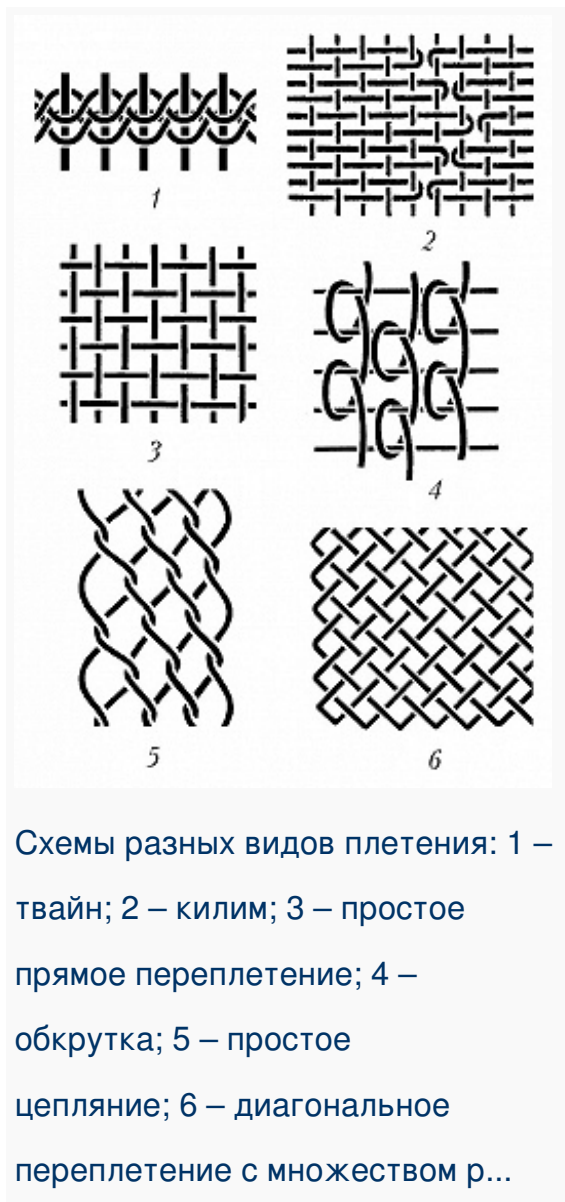 1
2
3
4
5
6
Схемы разных видов плетения: 1 –
твайн; 2 – килим; 3 – простое
прямое переплетение; 4 –
обкрутка; 5 – простое
цепляние; 6 – диагональное
переплетение с множеством р...